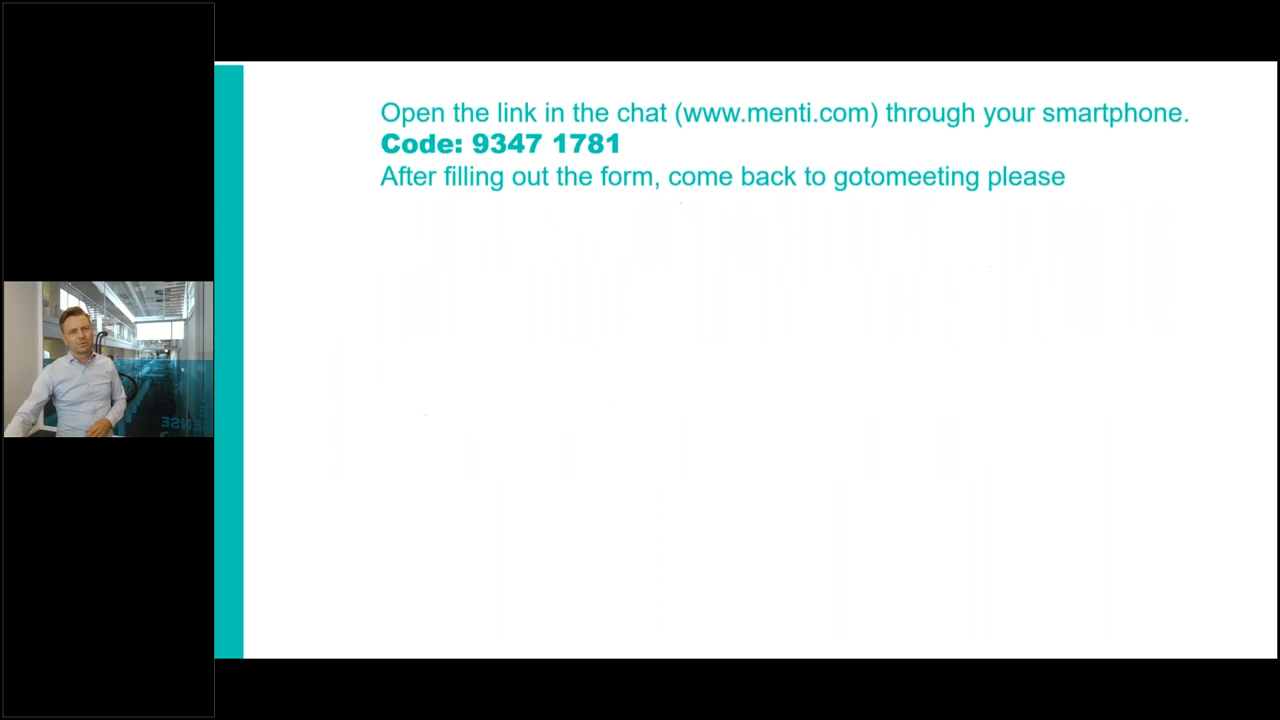 Open the link in the chat (www.menti.com) through your smartphone.
Code: 9347 1781
After filling out the form, come back to gotomeeting please